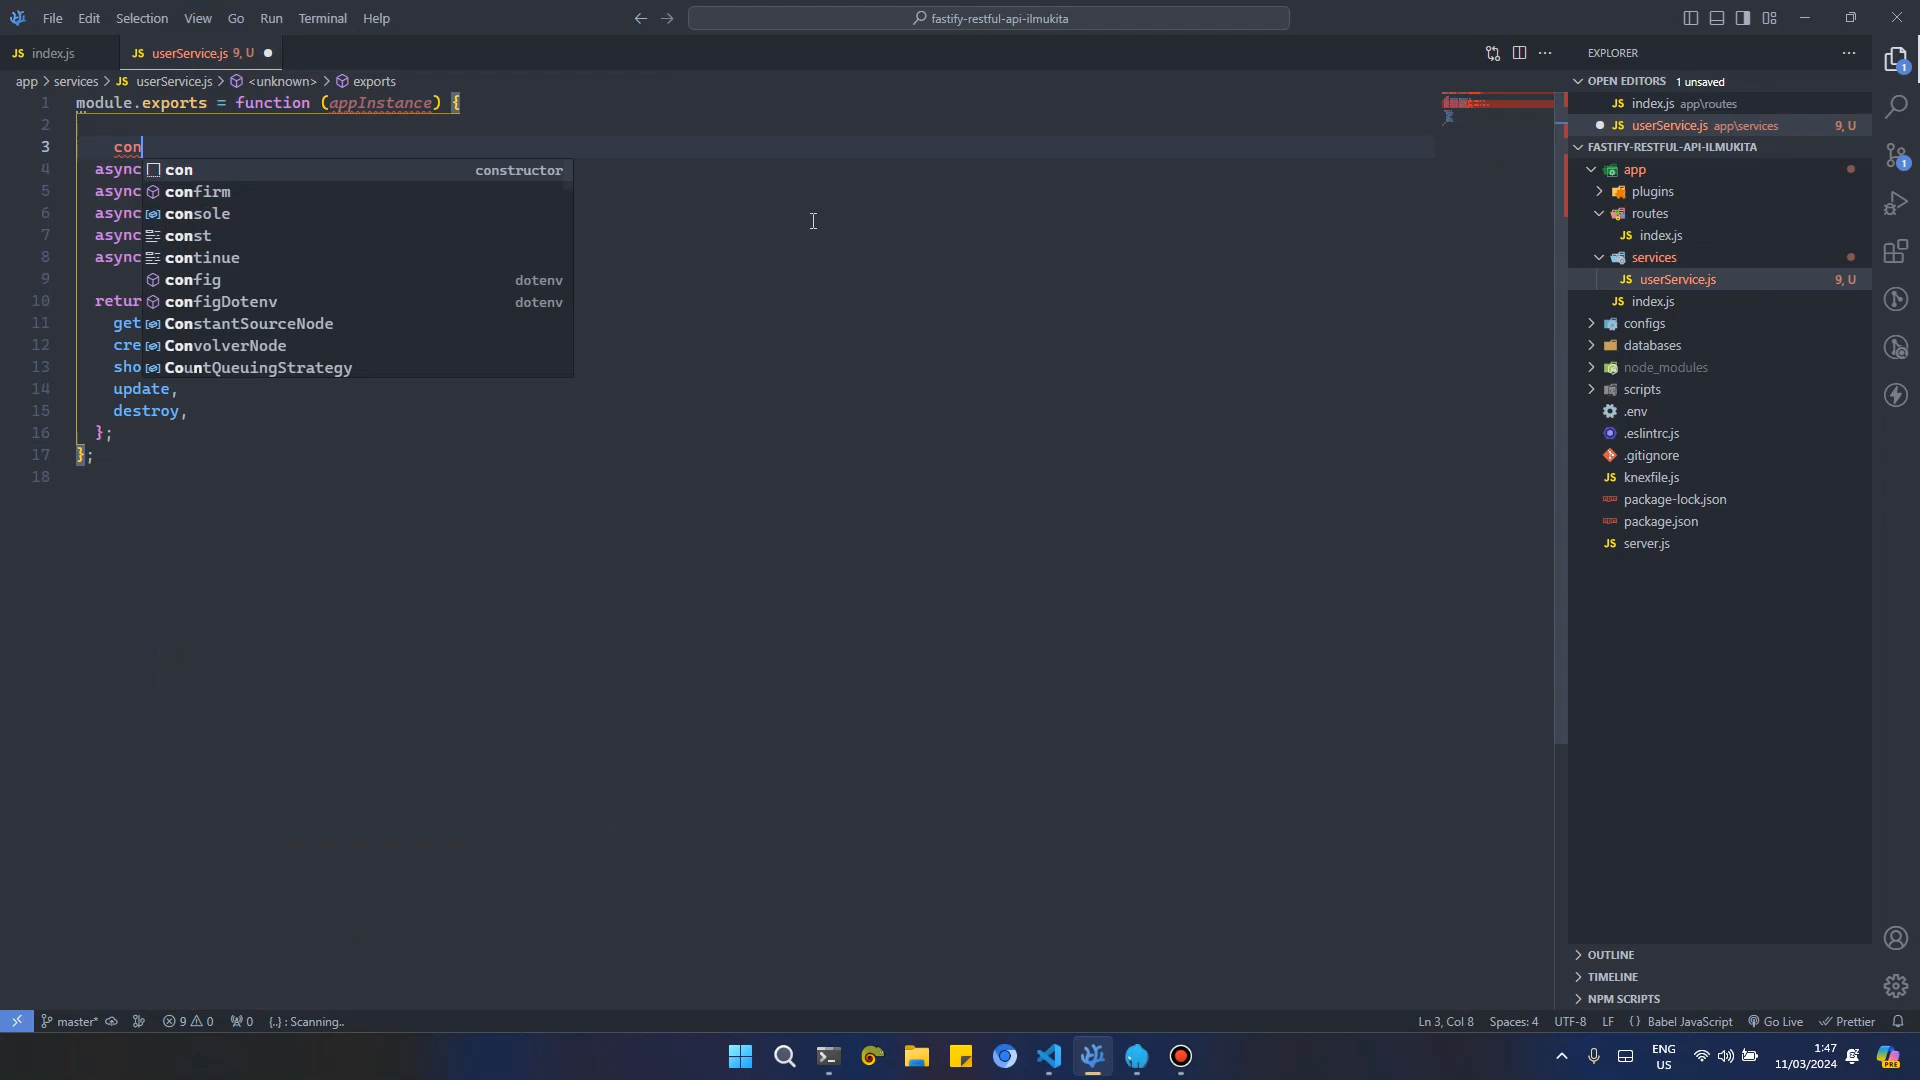 File Edit Selection View Go Run Terminal Help
fastify-restful-api-ilmukita
JS index.js
JS userService.js 9, U
app > services > JS userService.js > <unknown> > exports
1 module.exports = function (appInstance) {
2
3 con
4 async
5 async
6 async
7 async
8 async
9
10 retur
11 get
12 cre
13 sho
14 update,
15 destroy,
16 };
17 };
18
con constructor
confirm
console
const
continue
config dotenv
configDotenv dotenv
ConstantSourceNode
ConvolverNode
CountQueuingStrategy
EXPLORER
OPEN EDITORS 1 unsaved
JS index.js app\routes
JS userService.js app\services 9, U
FASTIFY-RESTFUL-API-ILMUKITA
app
plugins
routes
JS index.js
services
JS userService.js 9, U
JS index.js
configs
databases
node_modules
scripts
.env
.eslintrc.js
.gitignore
JS knexfile.js
package-lock.json
package.json
JS server.js
OUTLINE
TIMELINE
NPM SCRIPTS
1
1
master* 9 0 0 {..} : Scanning..
Ln 3, Col 8 Spaces: 4 UTF-8 LF {} Babel JavaScript Go Live Prettier
ENG
US
1:47
11/03/2024
PRE